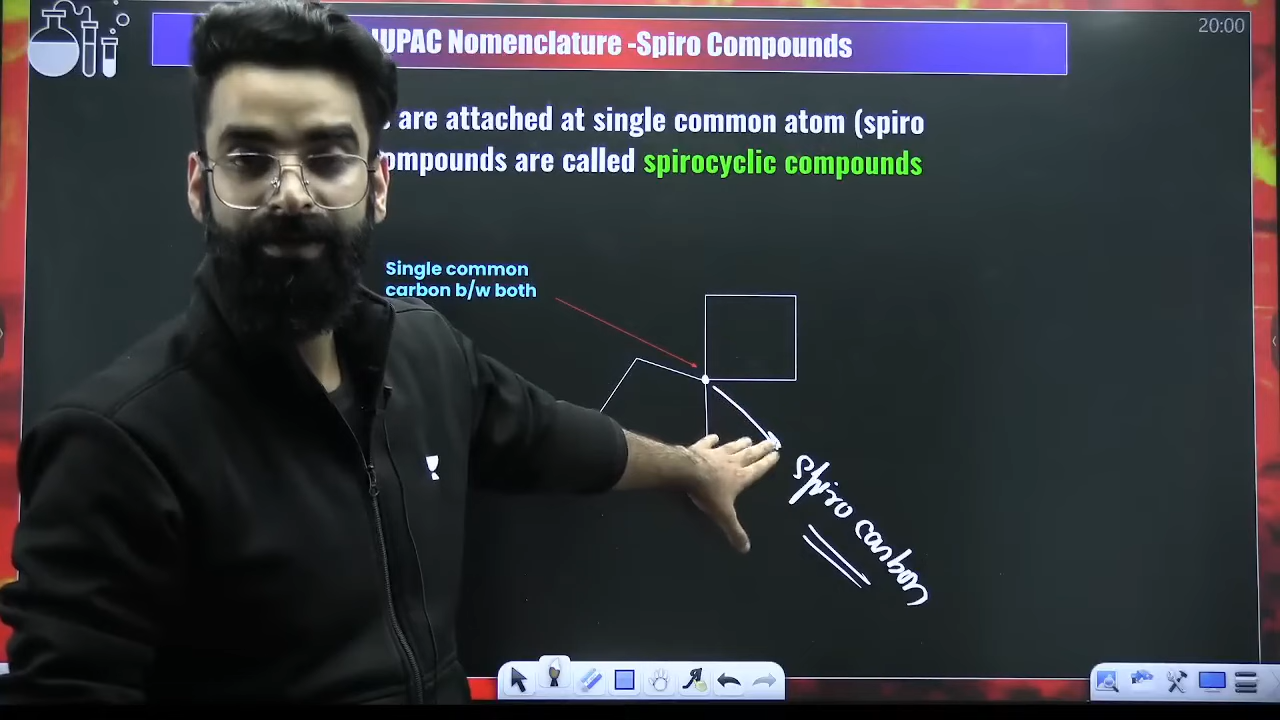 IUPAC Nomenclature -Spiro Compounds
20:00
are attached at single common atom (spiro
compounds are called spirocyclic compounds
Single common
carbon b/w both
spiro carbon